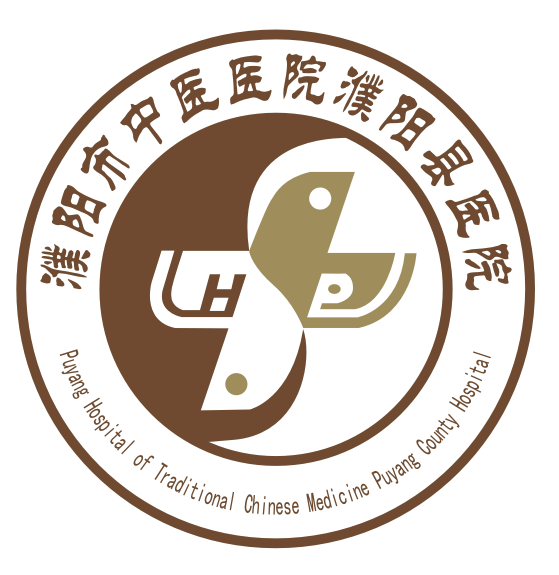 濮阳市中医医院濮阳县医院
H P
Puyang Hospital of Traditional Chinese Medicine Puyang County Hospital